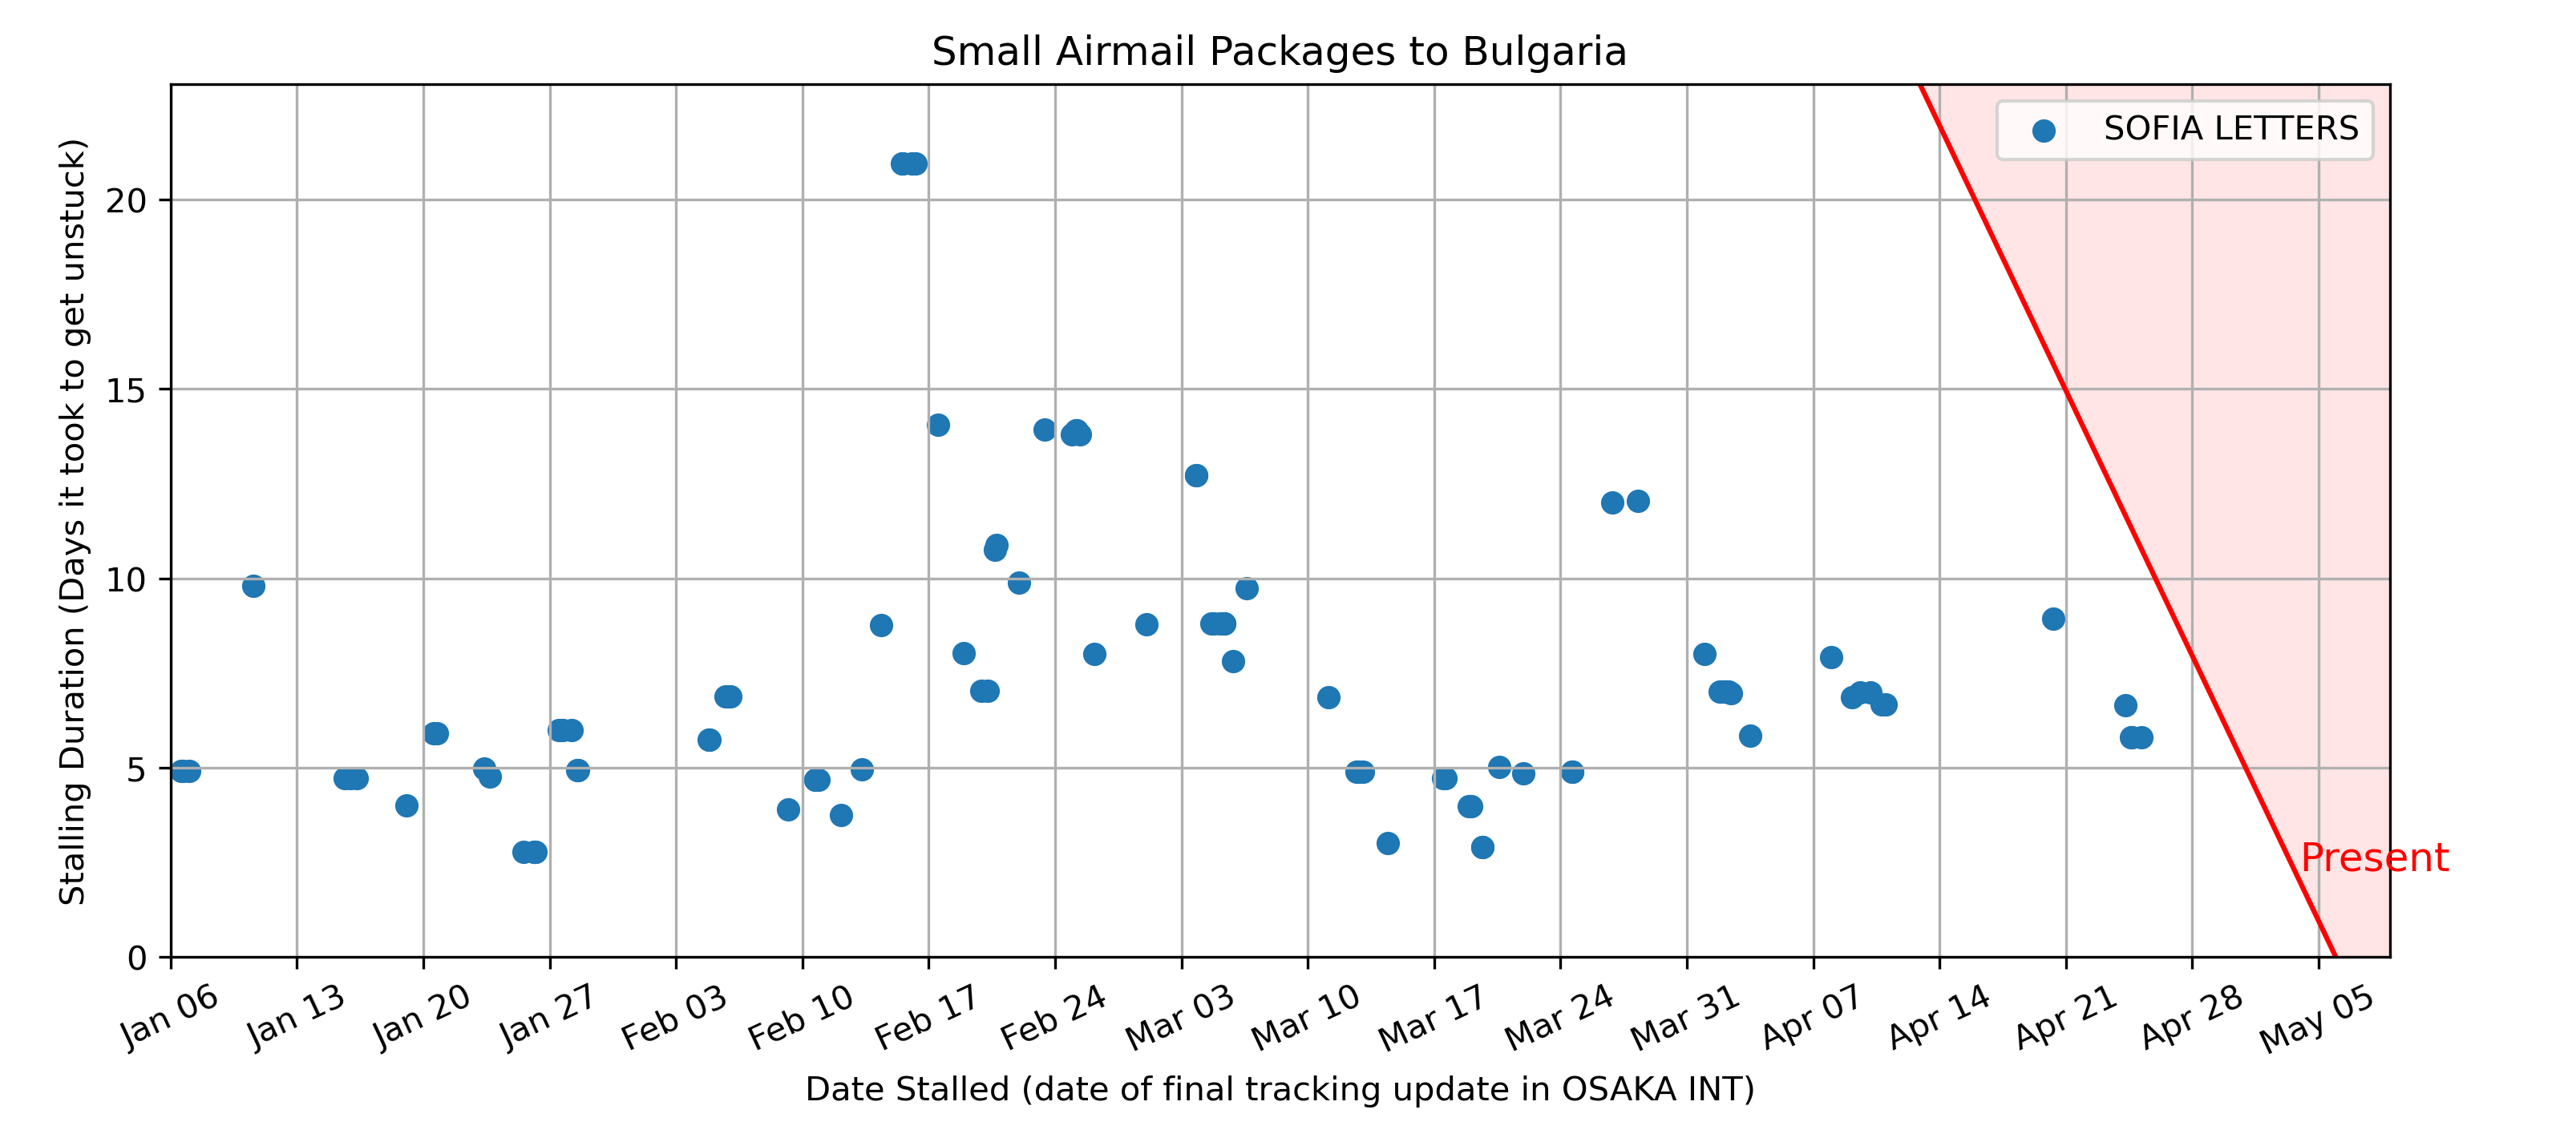 Small Airmail Packages to Bulgaria
SOFIA LETTERS
Stalling Duration (Days it took to get unstuck)
20
15
10
5
0
Present
Jan 06
Jan 13
Jan 20
Jan 27
Feb 03
Feb 10
Feb 17
Feb 24
Mar 03
Mar 10
Mar 17
Mar 24
Mar 31
Apr 07
Apr 14
Apr 21
Apr 28
May 05
Date Stalled (date of final tracking update in OSAKA INT)